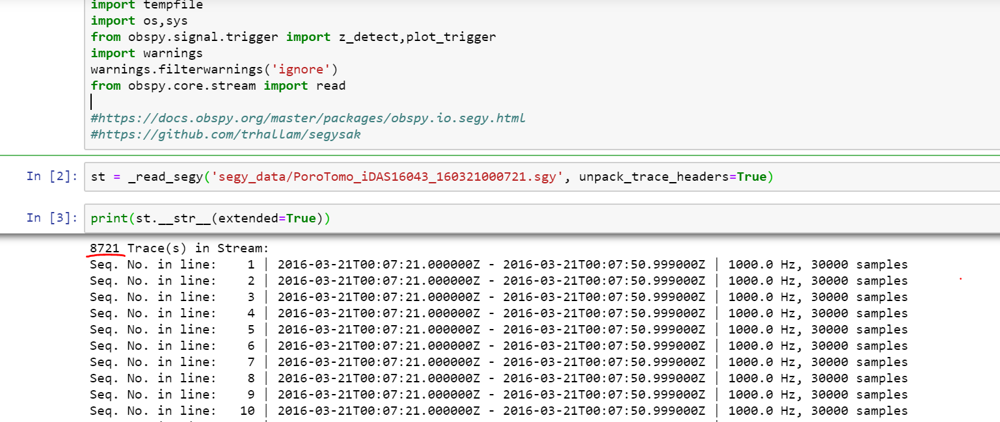 import tempfile
import os,sys
from obspy.signal.trigger import z_detect,plot_trigger
import warnings
warnings.filterwarnings('ignore')
from obspy.core.stream import read
#https://docs.obspy.org/master/packages/obspy.io.segy.html
#https://github.com/trhallam/segysak
In [2]: st = _read_segy('segy_data/PoroTomo_iDAS16043_160321000721.sgy', unpack_trace_headers=True)
In [3]: print(st.__str__(extended=True))
8721 Trace(s) in Stream:
Seq. No. in line:    1 | 2016-03-21T00:07:21.000000Z - 2016-03-21T00:07:50.999000Z | 1000.0 Hz, 30000 samples
Seq. No. in line:    2 | 2016-03-21T00:07:21.000000Z - 2016-03-21T00:07:50.999000Z | 1000.0 Hz, 30000 samples
Seq. No. in line:    3 | 2016-03-21T00:07:21.000000Z - 2016-03-21T00:07:50.999000Z | 1000.0 Hz, 30000 samples
Seq. No. in line:    4 | 2016-03-21T00:07:21.000000Z - 2016-03-21T00:07:50.999000Z | 1000.0 Hz, 30000 samples
Seq. No. in line:    5 | 2016-03-21T00:07:21.000000Z - 2016-03-21T00:07:50.999000Z | 1000.0 Hz, 30000 samples
Seq. No. in line:    6 | 2016-03-21T00:07:21.000000Z - 2016-03-21T00:07:50.999000Z | 1000.0 Hz, 30000 samples
Seq. No. in line:    7 | 2016-03-21T00:07:21.000000Z - 2016-03-21T00:07:50.999000Z | 1000.0 Hz, 30000 samples
Seq. No. in line:    8 | 2016-03-21T00:07:21.000000Z - 2016-03-21T00:07:50.999000Z | 1000.0 Hz, 30000 samples
Seq. No. in line:    9 | 2016-03-21T00:07:21.000000Z - 2016-03-21T00:07:50.999000Z | 1000.0 Hz, 30000 samples
Seq. No. in line:   10 | 2016-03-21T00:07:21.000000Z - 2016-03-21T00:07:50.999000Z | 1000.0 Hz, 30000 samples